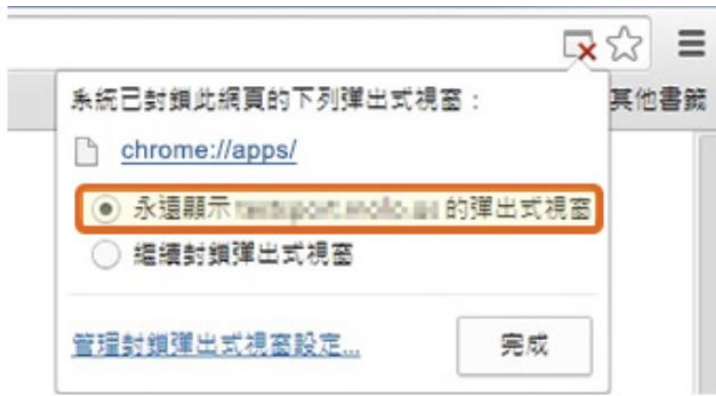 系統已封鎖此網頁的下列彈出式視窗：
其他書籤
chrome://apps/
永遠顯示 的彈出式視窗
繼續封鎖彈出式視窗
管理封鎖彈出式視窗設定...
完成